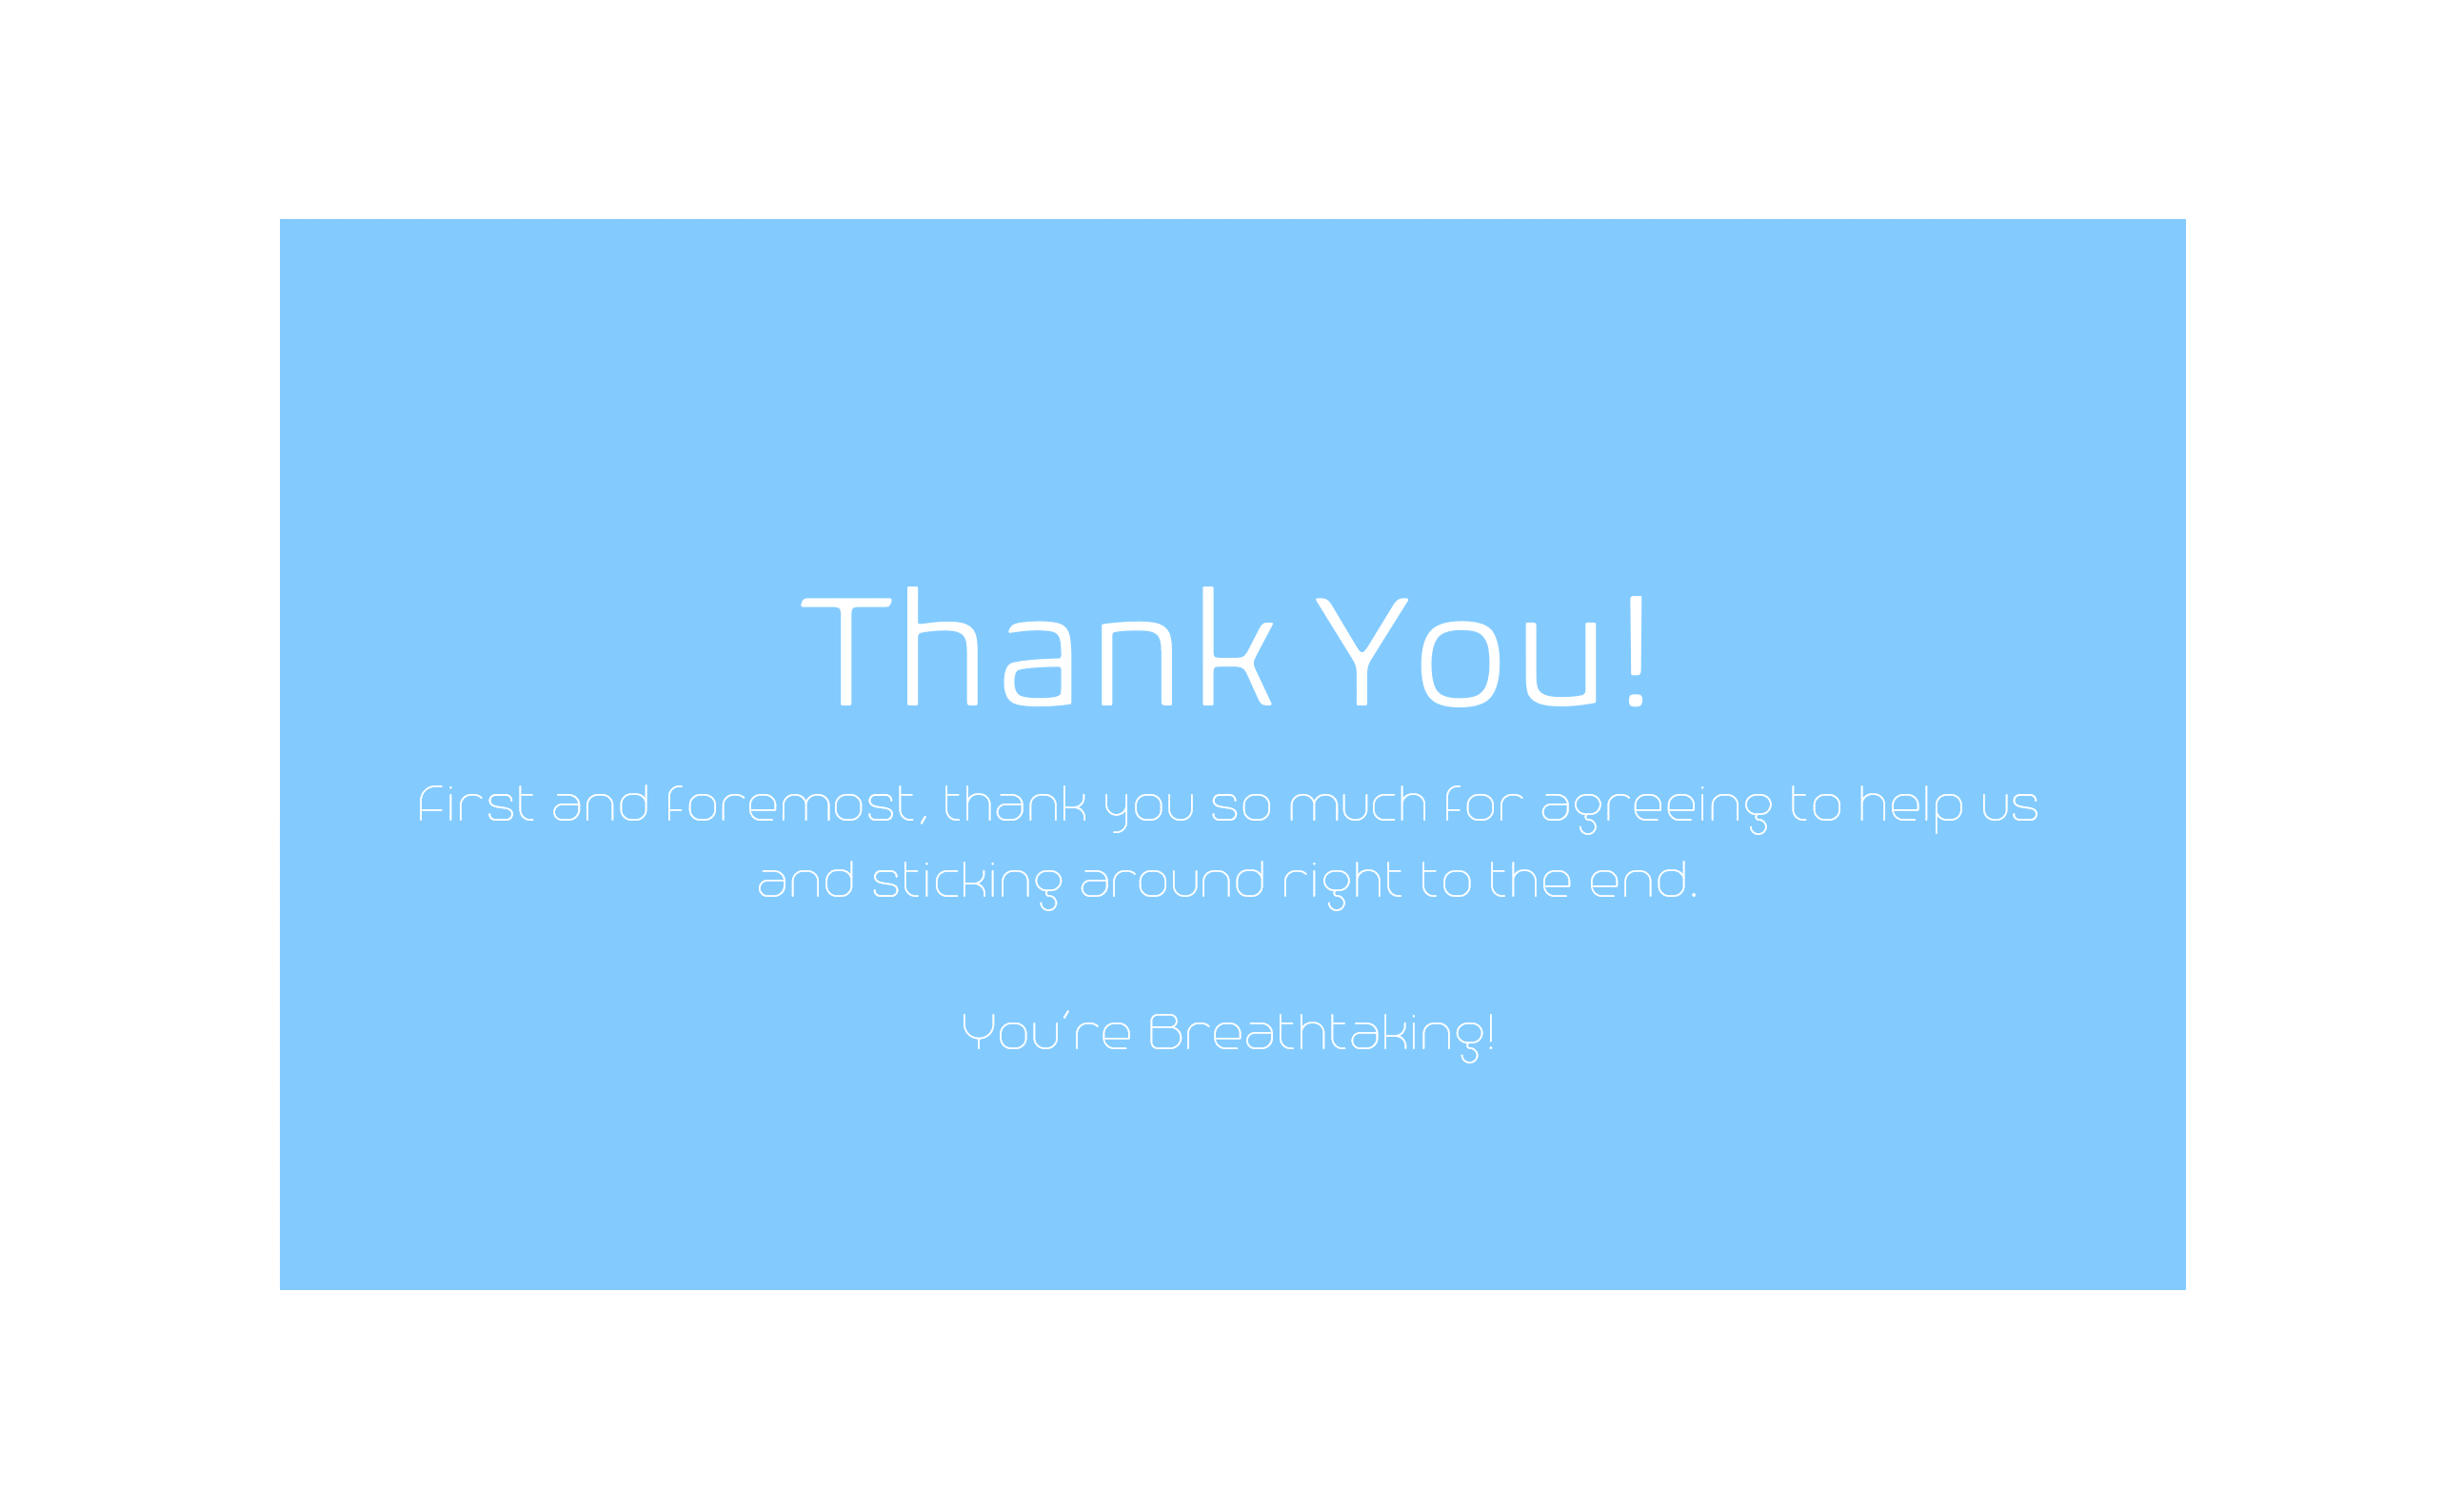 Thank You!
First and foremost, thank you so much for agreeing to help us
and sticking around right to the end.
You're Breathtaking!